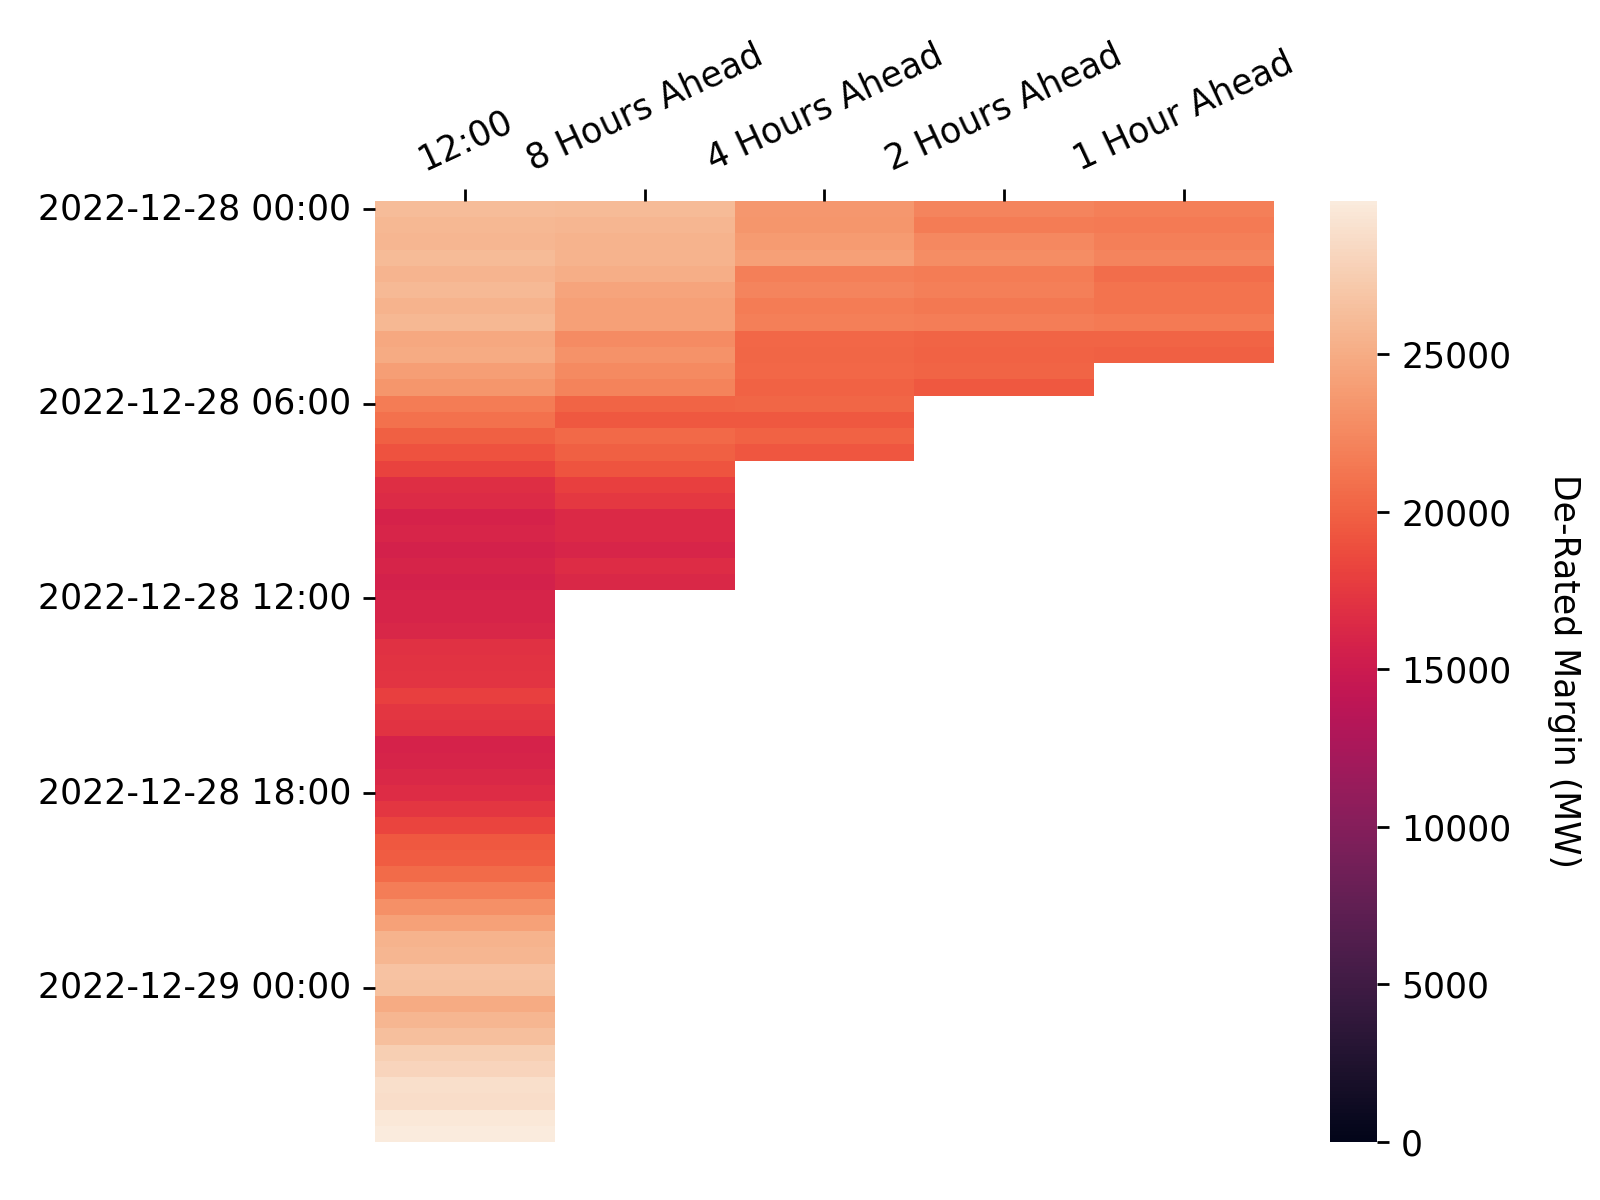 12:00
8 Hours Ahead
4 Hours Ahead
2 Hours Ahead
1 Hour Ahead
2022-12-28 00:00
2022-12-28 06:00
2022-12-28 12:00
2022-12-28 18:00
2022-12-29 00:00
25000
20000
15000
10000
5000
0
De-Rated Margin (MW)